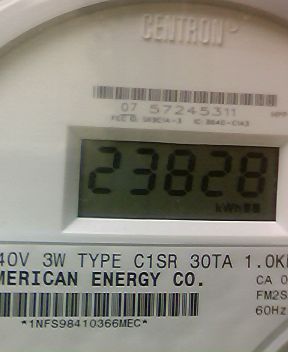 CENTRON
07 57245311
23828
kWh
40V 3W TYPE C1SR 30TA 1.0K
MERICAN ENERGY CO.
CA 0
FM2S
60Hz
*1NFS98410366MEC*